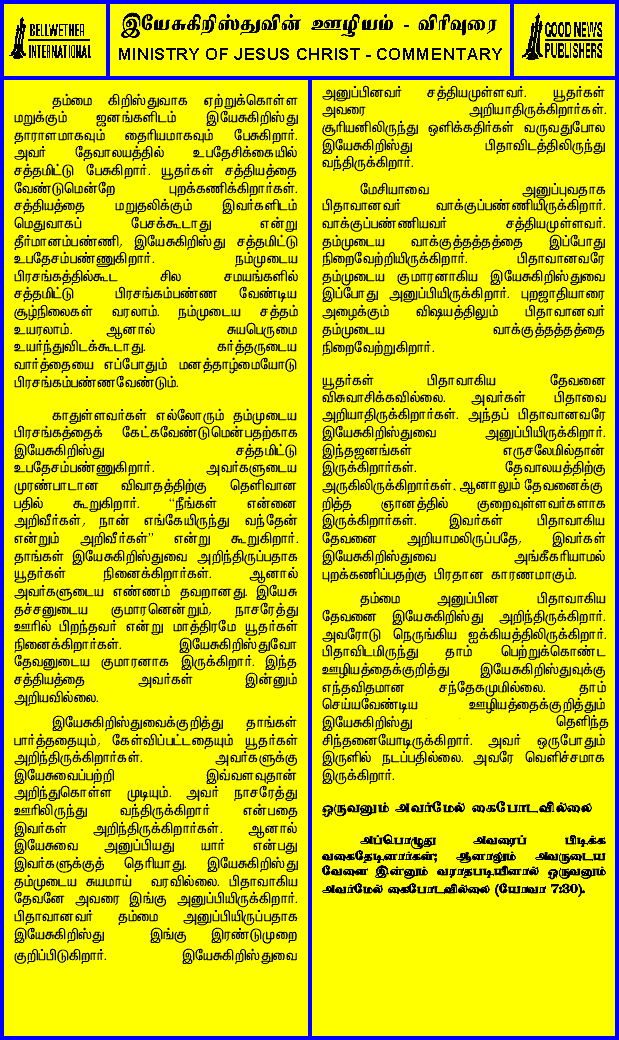 BELLWETHER
INTERNATIONAL
இயேசுகிறிஸ்துவின் ஊழியம் - விரிவுரை
MINISTRY OF JESUS CHRIST - COMMENTARY
GOOD NEWS
PUBLISHERS
தம்மை கிறிஸ்துவாக ஏற்றுக்கொள்ள
மறுக்கும் ஜனங்களிடம் இயேசுகிறிஸ்து
தாராளமாகவும் தைரியமாகவும் பேசுகிறார்.
அவர் தேவாலயத்தில் உபதேசிக்கையில்
சத்தமிட்டு பேசுகிறார். யூதர்கள் சத்தியத்தை
வேண்டுமென்றே புறக்கணிக்கிறார்கள்.
சத்தியத்தை மறுதலிக்கும் இவர்களிடம்
மெதுவாகப் பேசக்கூடாது என்று
தீர்மானம்பண்ணி, இயேசுகிறிஸ்து சத்தமிட்டு
உபதேசம்பண்ணுகிறார். நம்முடைய
பிரசங்கத்தில்கூட சில சமயங்களில்
சத்தமிட்டு பிரசங்கம்பண்ண வேண்டிய
சூழ்நிலைகள் வரலாம். நம்முடைய சத்தம்
உயரலாம். ஆனால் சுயபெருமை
உயர்ந்துவிடக்கூடாது. கர்த்தருடைய
வார்த்தையை எப்போதும் மனத்தாழ்மையோடு
பிரசங்கம்பண்ணவேண்டும்.
காதுள்ளவர்கள் எல்லோரும் தம்முடைய
பிரசங்கத்தைக் கேட்கவேண்டுமென்பதற்காக
இயேசுகிறிஸ்து சத்தமிட்டு
உபதேசம்பண்ணுகிறார். அவர்களுடைய
முரண்பாடான விவாதத்திற்கு தெளிவான
பதில் கூறுகிறார். “நீங்கள் என்னை
அறிவீர்கள், நான் எங்கேயிருந்து வந்தேன்
என்றும் அறிவீர்கள்” என்று கூறுகிறார்.
தாங்கள் இயேசுகிறிஸ்துவை அறிந்திருப்பதாக
யூதர்கள் நினைக்கிறார்கள். ஆனால்
அவர்களுடைய எண்ணம் தவறானது. இயேசு
தச்சனுடைய குமாரனென்றும், நாசரேத்து
ஊரில் பிறந்தவர் என்று மாத்திரமே யூதர்கள்
நினைக்கிறார்கள். இயேசுகிறிஸ்துவோ
தேவனுடைய குமாரனாக இருக்கிறார். இந்த
சத்தியத்தை அவர்கள் இன்னும்
அறியவில்லை.
இயேசுகிறிஸ்துவைக்குறித்து தாங்கள்
பார்த்ததையும், கேள்விப்பட்டதையும் யூதர்கள்
அறிந்திருக்கிறார்கள். அவர்களுக்கு
இயேசுவைப்பற்றி இவ்வளவுதான்
அறிந்துகொள்ள முடியும். அவர் நாசரேத்து
ஊரிலிருந்து வந்திருக்கிறார் என்பதை
இவர்கள் அறிந்திருக்கிறார்கள். ஆனால்
இயேசுவை அனுப்பியது யார் என்பது
இவர்களுக்குத் தெரியாது. இயேசுகிறிஸ்து
தம்முடைய சுயமாய் வரவில்லை. பிதாவாகிய
தேவனே அவரை இங்கு அனுப்பியிருக்கிறார்.
பிதாவானவர் தம்மை அனுப்பியிருப்பதாக
இயேசுகிறிஸ்து இங்கு இரண்டுமுறை
குறிப்பிடுகிறார். இயேசுகிறிஸ்துவை
அனுப்பினவர் சத்தியமுள்ளவர். யூதர்கள்
அவரை அறியாதிருக்கிறார்கள்.
சூரியனிலிருந்து ஒளிக்கதிர்கள் வருவதுபோல
இயேசுகிறிஸ்து பிதாவிடத்திலிருந்து
வந்திருக்கிறார்.
மேசியாவை அனுப்புவதாக
பிதாவானவர் வாக்குப்பண்ணியிருக்கிறார்.
வாக்குப்பண்ணியவர் சத்தியமுள்ளவர்.
தம்முடைய வாக்குத்தத்தத்தை இப்போது
நிறைவேற்றியிருக்கிறார். பிதாவானவரே
தம்முடைய குமாரனாகிய இயேசுகிறிஸ்துவை
இப்போது அனுப்பியிருக்கிறார். புறஜாதியாரை
அழைக்கும் விஷயத்திலும் பிதாவானவர்
தம்முடைய வாக்குத்தத்தத்தை
நிறைவேற்றுகிறார்.
யூதர்கள் பிதாவாகிய தேவனை
விசுவாசிக்கவில்லை. அவர்கள் பிதாவை
அறியாதிருக்கிறார்கள். அந்தப் பிதாவானவரே
இயேசுகிறிஸ்துவை அனுப்பியிருக்கிறார்.
இந்தஜனங்கள் எருசலேமில்தான்
இருக்கிறார்கள். தேவாலயத்திற்கு
அருகிலிருக்கிறார்கள். ஆனாலும் தேவனைக்கு
றித்த ஞானத்தில் குறைவுள்ளவர்களாக
இருக்கிறார்கள். இவர்கள் பிதாவாகிய
தேவனை அறியாமலிருப்பதே, இவர்கள்
இயேசுகிறிஸ்துவை அங்கீகரியாமல்
புறக்கணிப்பதற்கு பிரதான காரணமாகும்.
தம்மை அனுப்பின பிதாவாகிய
தேவனை இயேசுகிறிஸ்து அறிந்திருக்கிறார்.
அவரோடு நெருங்கிய ஐக்கியத்திலிருக்கிறார்.
பிதாவிடமிருந்து தாம் பெற்றுக்கொண்ட
ஊழியத்தைக்குறித்து இயேசுகிறிஸ்துவுக்கு
எந்தவிதமான சந்தேகமுமில்லை. தாம்
செய்யவேண்டிய ஊழியத்தைக்குறித்தும்
இயேசுகிறிஸ்து தெளிந்த
சிந்தனையோடிருக்கிறார். அவர் ஒருபோதும்
இருளில் நடப்பதில்லை. அவரே வெளிச்சமாக
இருக்கிறார்.
ஒருவனும் அவர்மேல் கைபோடவில்லை
அப்பொழுது அவரைப் பிடிக்க
வகைதேடினார்கள்; ஆனாலும் அவருடைய
வேளை இன்னும் வராதபடியினால் ஒருவனும்
அவர்மேல் கைபோடவில்லை (யோவா 7:30).